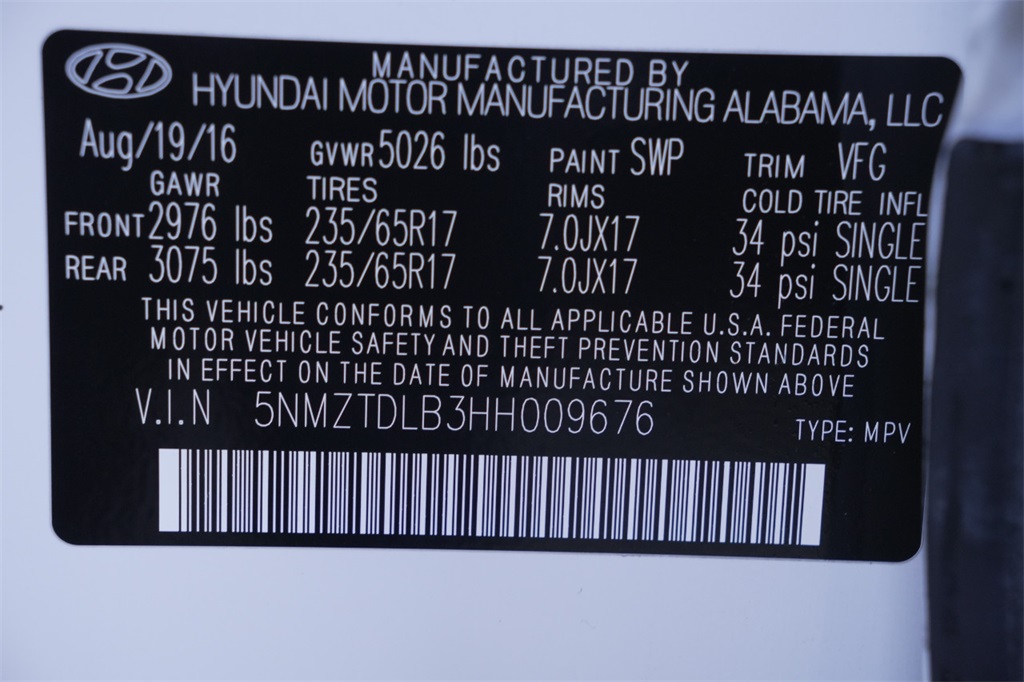 MANUFACTURED BY
HYUNDAI MOTOR MANUFACTURING ALABAMA, LLC
Aug/19/16 GVWR 5026 lbs PAINT SWP TRIM VFG
GAWR TIRES RIMS COLD TIRE INFL
FRONT 2976 lbs 235/65R17 7.0JX17 34 psi SINGLE
REAR 3075 lbs 235/65R17 7.0JX17 34 psi SINGLE
THIS VEHICLE CONFORMS TO ALL APPLICABLE U.S.A. FEDERAL
MOTOR VEHICLE SAFETY AND THEFT PREVENTION STANDARDS
IN EFFECT ON THE DATE OF MANUFACTURE SHOWN ABOVE
V.I.N 5NMZTDLB3HH009676 TYPE: MPV